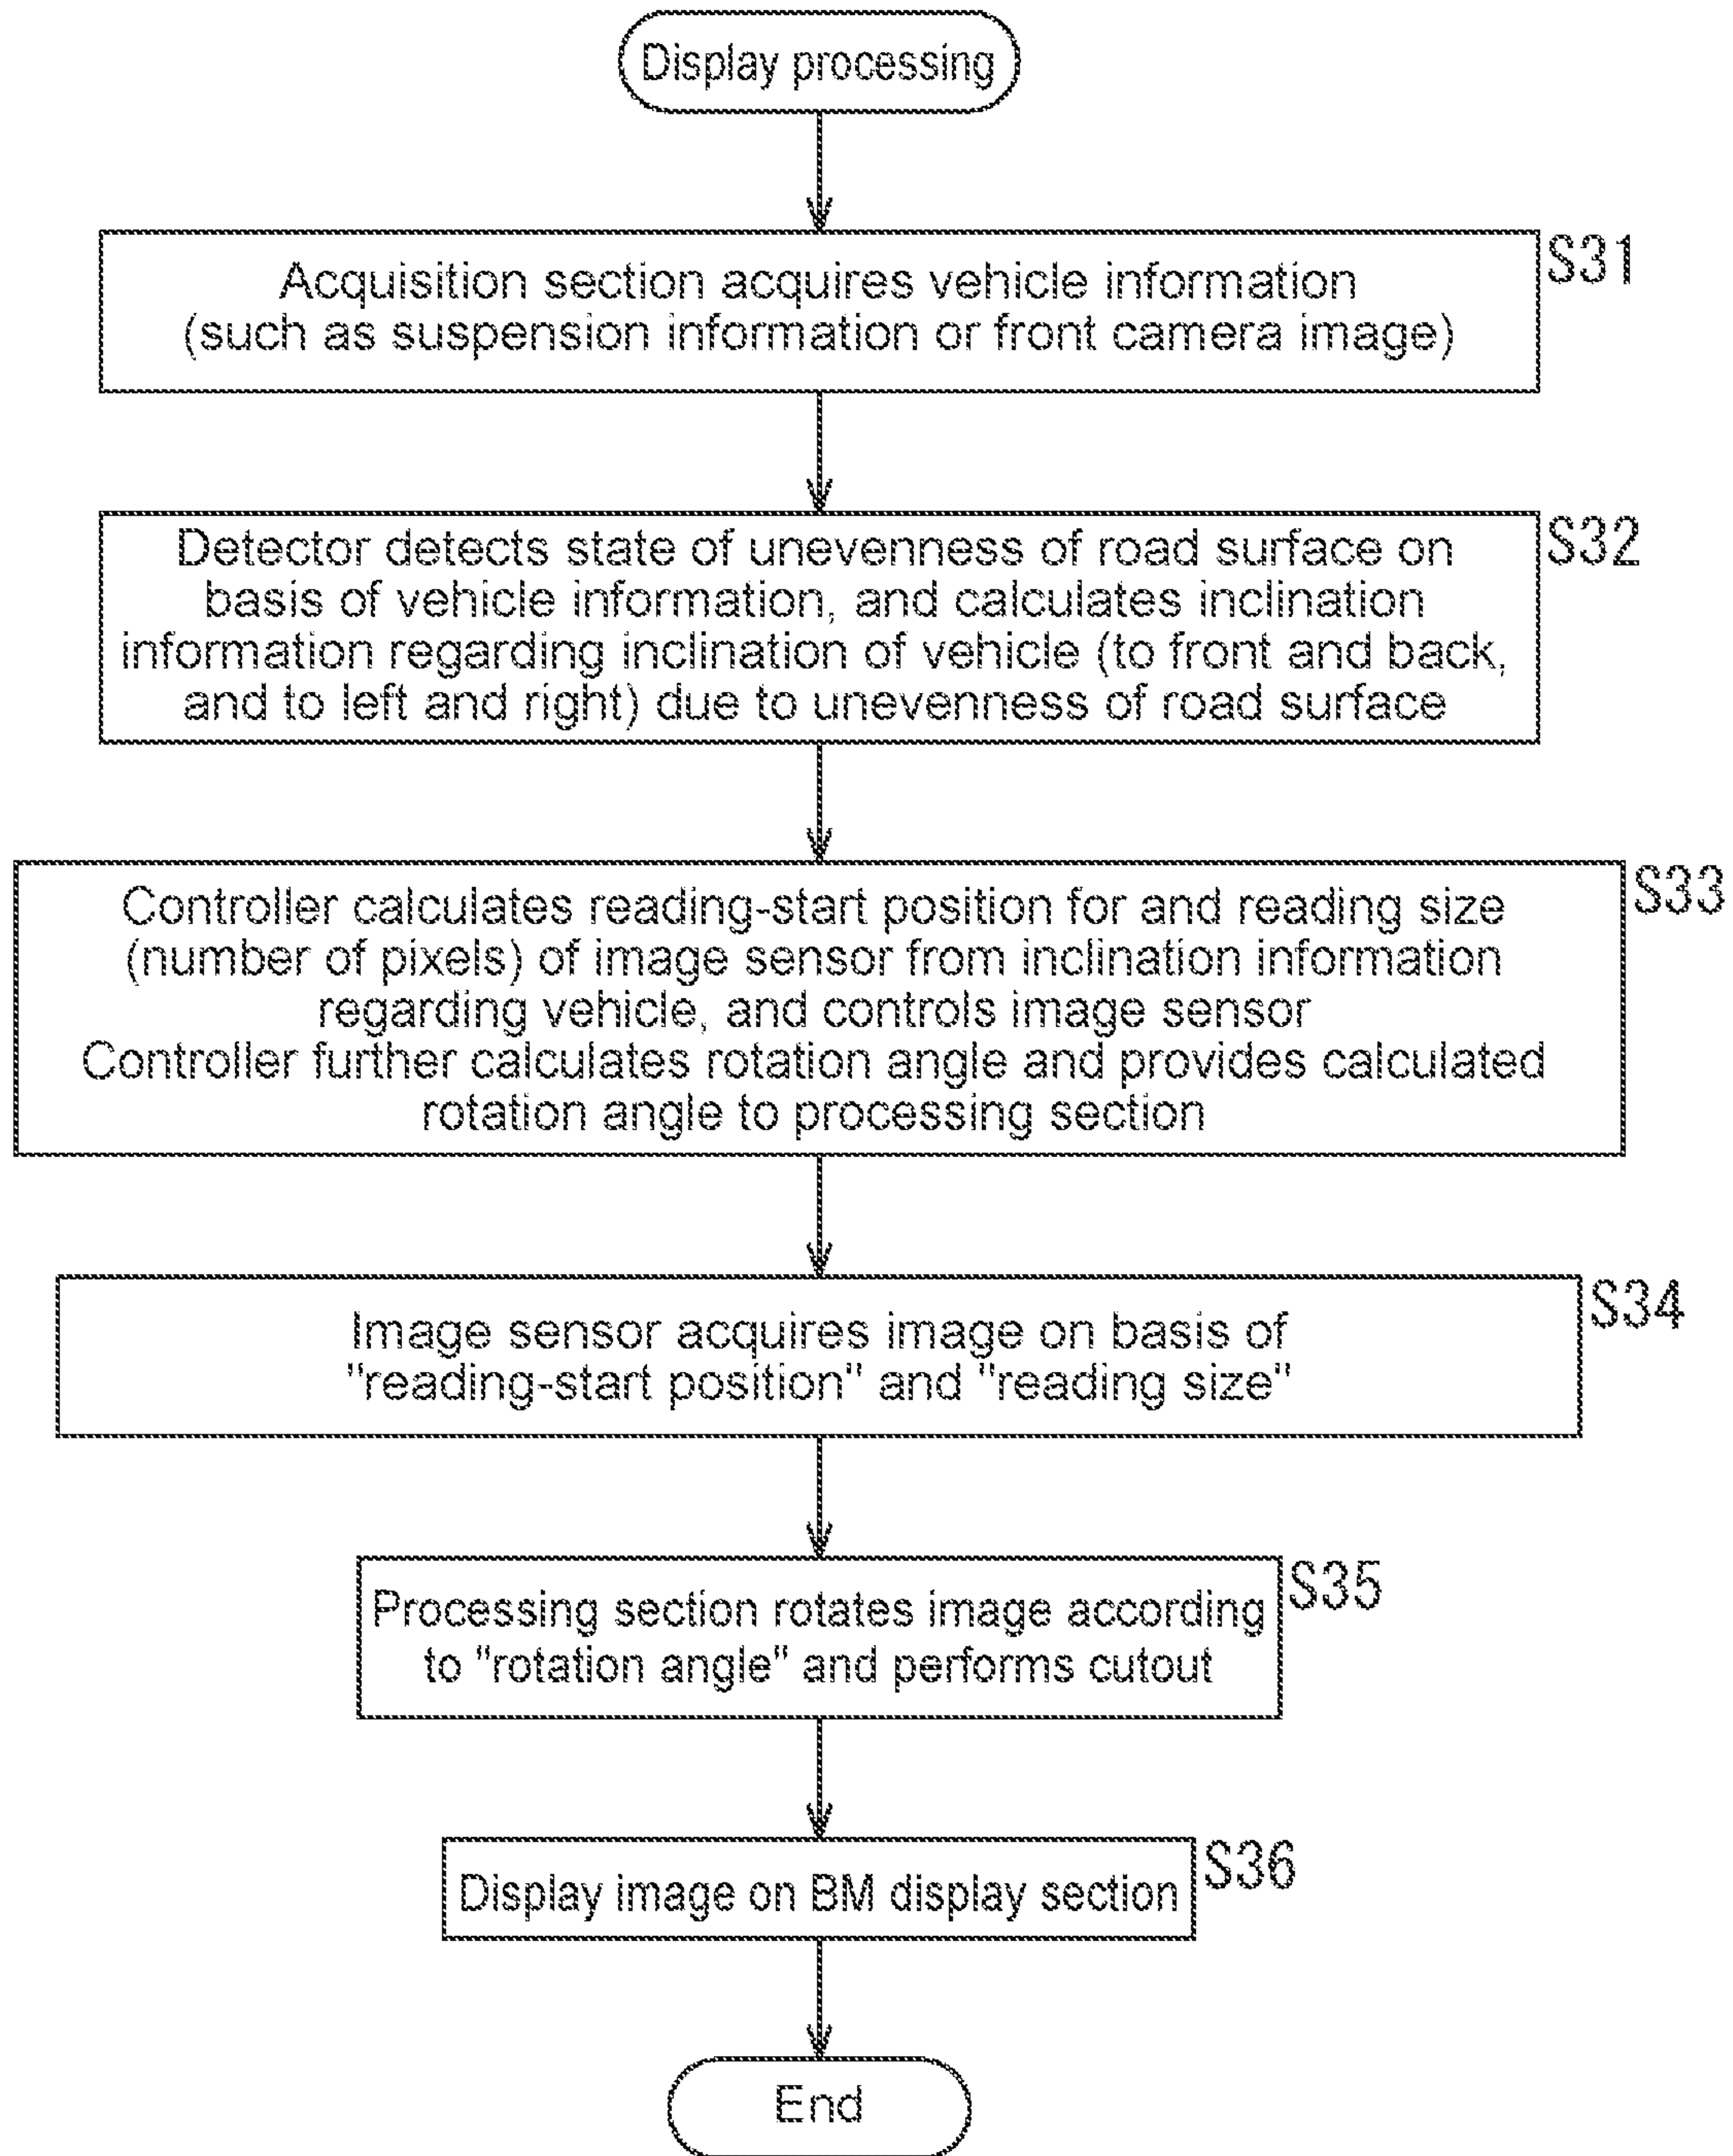 Display processing
S31
Acquisition section acquires vehicle information
(such as suspension information or front camera image)
S32
Detector detects state of unevenness of road surface on
basis of vehicle information, and calculates inclination
information regarding inclination of vehicle (to front and back,
and to left and right) due to unevenness of road surface
S33
Controller calculates reading-start position for and reading size
(number of pixels) of image sensor from inclination information
regarding vehicle, and controls image sensor
Controller further calculates rotation angle and provides calculated
rotation angle to processing section
S34
Image sensor acquires image on basis of
"reading-start position" and "reading size"
S35
Processing section rotates image according
to "rotation angle" and performs cutout
S36
Display image on BM display section
End